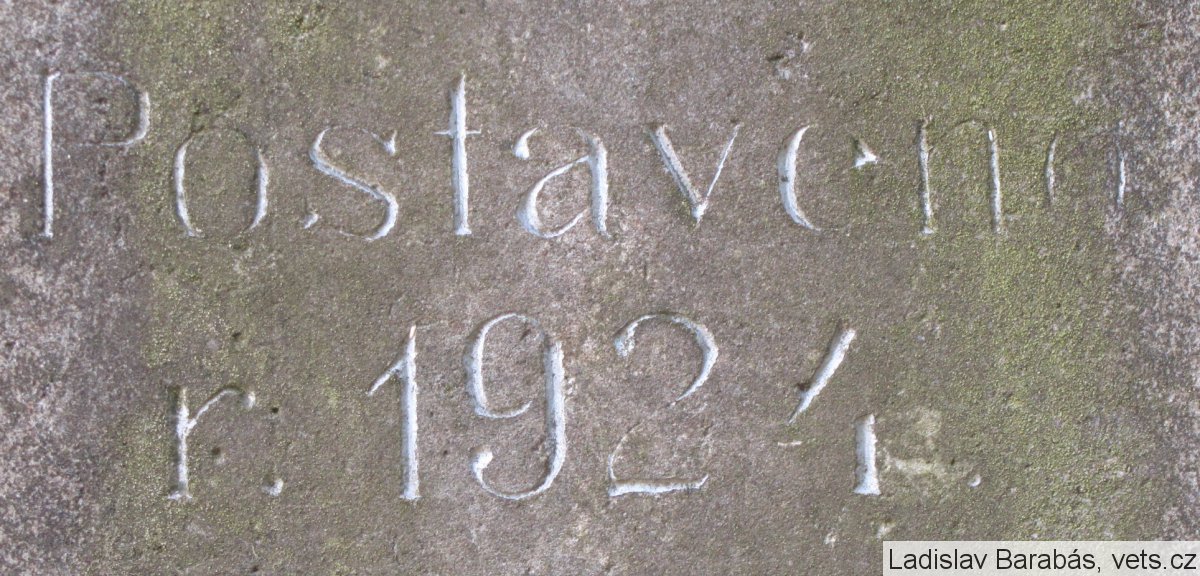 Postaveno
r. 1924.
Ladislav Barabás, vets.cz